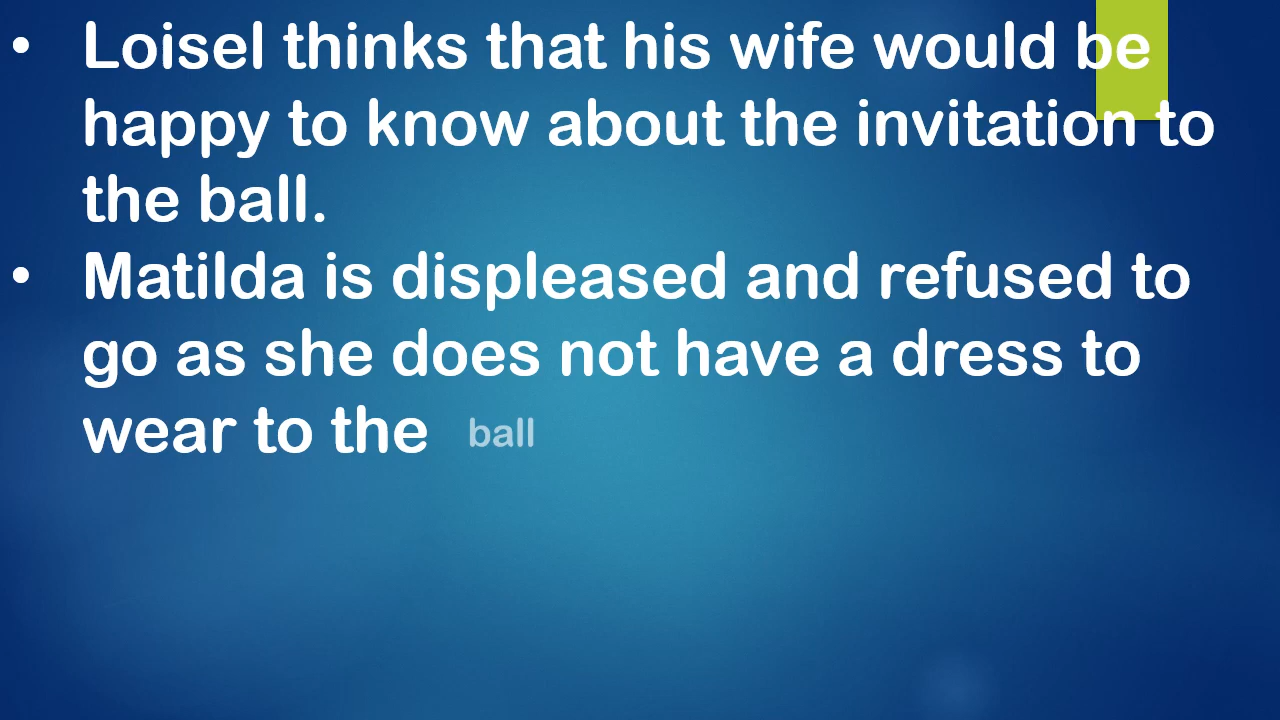 • Loisel thinks that his wife would be
happy to know about the invitation to
the ball.
• Matilda is displeased and refused to
go as she does not have a dress to
wear to the ball